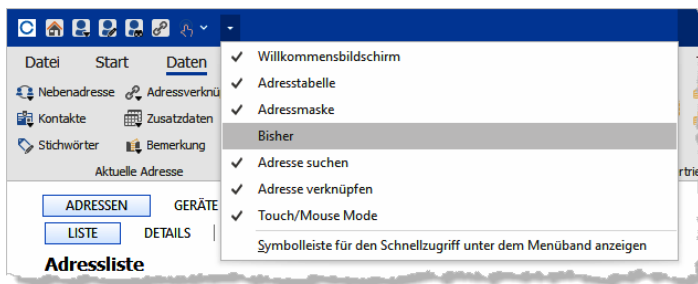 Datei Start Daten
Nebenadresse Adressverknü
Kontakte Zusatzdaten
Stichwörter Bemerkung
Aktuelle Adresse
ADRESSEN GERÄTE
LISTE DETAILS
Adressliste
Willkommensbildschirm
Adresstabelle
Adressmaske
Bisher
Adresse suchen
Adresse verknüpfen
Touch/Mouse Mode
Symbolleiste für den Schnellzugriff unter dem Menüband anzeigen